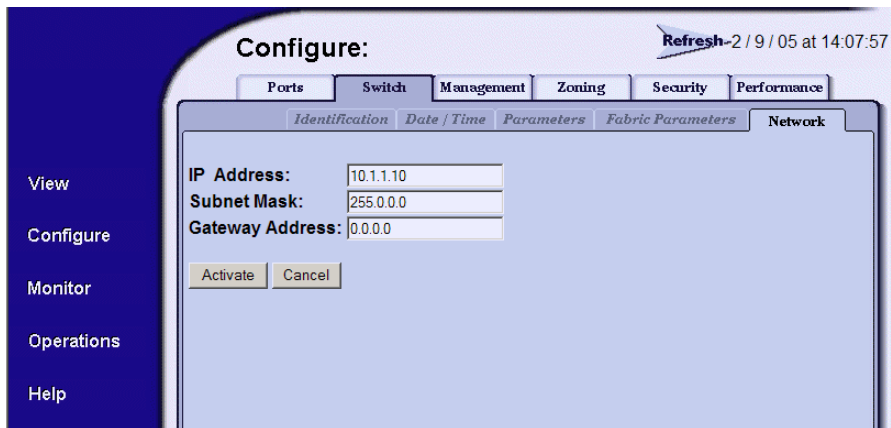 Configure:
Refresh-2 / 9 / 05 at 14:07:57
Ports Switch Management Zoning Security Performance
Identification Date / Time Parameters Fabric Parameters Network
View
Configure
Monitor
Operations
Help
IP Address: 10.1.1.10
Subnet Mask: 255.0.0.0
Gateway Address: 0.0.0.0
Activate Cancel